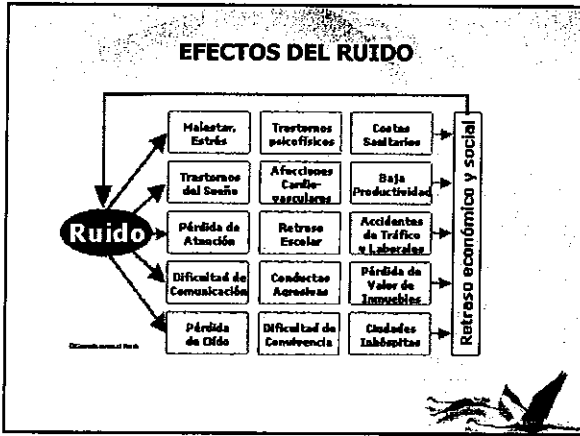 EFECTOS DEL RUIDO
Ruido
Malestar,
Estrés
Trastornos
psicofísicos
Costes
Sanitarios
Trastornos
del Sueño
Afecciones
Cardio-
vasculares
Baja
Productividad
Pérdida de
Atención
Retraso
Escolar
Accidentes
de Tráfico
y Laborales
Dificultad de
Comunicación
Conductas
Agresivas
Pérdida de
Valor de
Inmuebles
Pérdida
de Oído
Dificultad de
Convivencia
Ciudades
Inhóspitas
Retraso económico y social